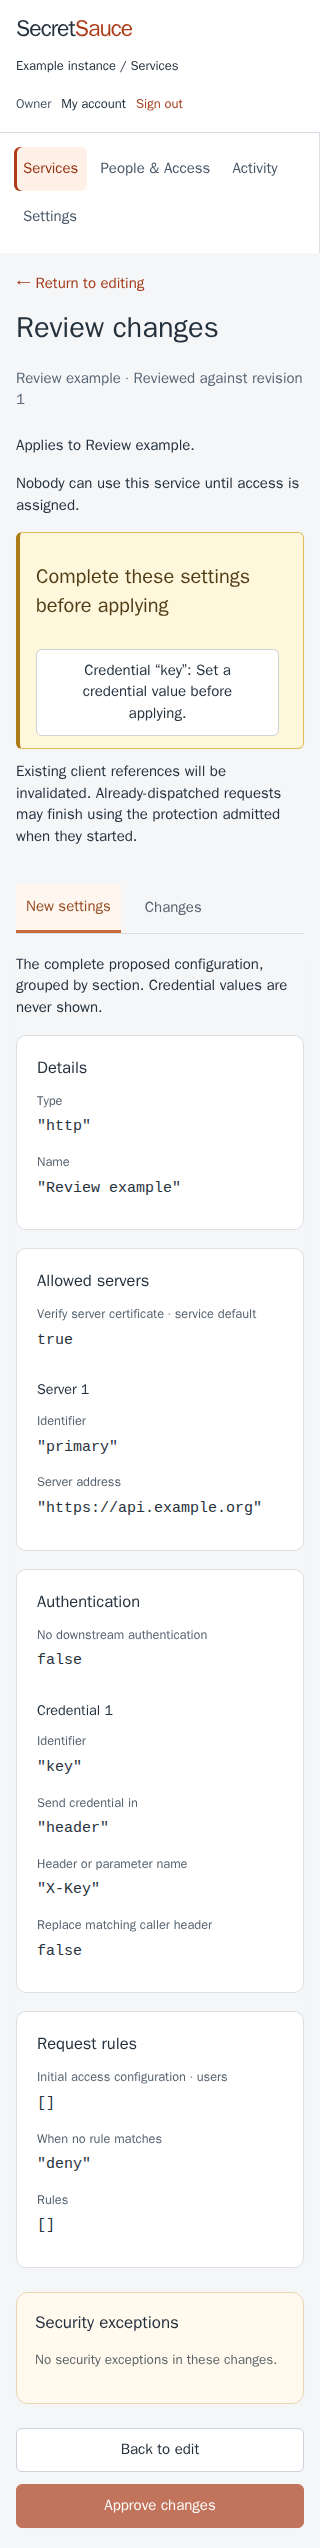 SecretSauce
Example instance / Services
Owner My account Sign out
Services People & Access Activity
Settings
← Return to editing
Review changes
Review example · Reviewed against revision
1
Applies to Review example.
Nobody can use this service until access is
assigned.
Complete these settings
before applying
Credential “key”: Set a
credential value before
applying.
Existing client references will be
invalidated. Already-dispatched requests
may finish using the protection admitted
when they started.
New settings Changes
The complete proposed configuration,
grouped by section. Credential values are
never shown.
Details
Type
"http"
Name
"Review example"
Allowed servers
Verify server certificate · service default
true
Server 1
Identifier
"primary"
Server address
"https://api.example.org"
Authentication
No downstream authentication
false
Credential 1
Identifier
"key"
Send credential in
"header"
Header or parameter name
"X-Key"
Replace matching caller header
false
Request rules
Initial access configuration · users
[]
When no rule matches
"deny"
Rules
[]
Security exceptions
No security exceptions in these changes.
Back to edit
Approve changes